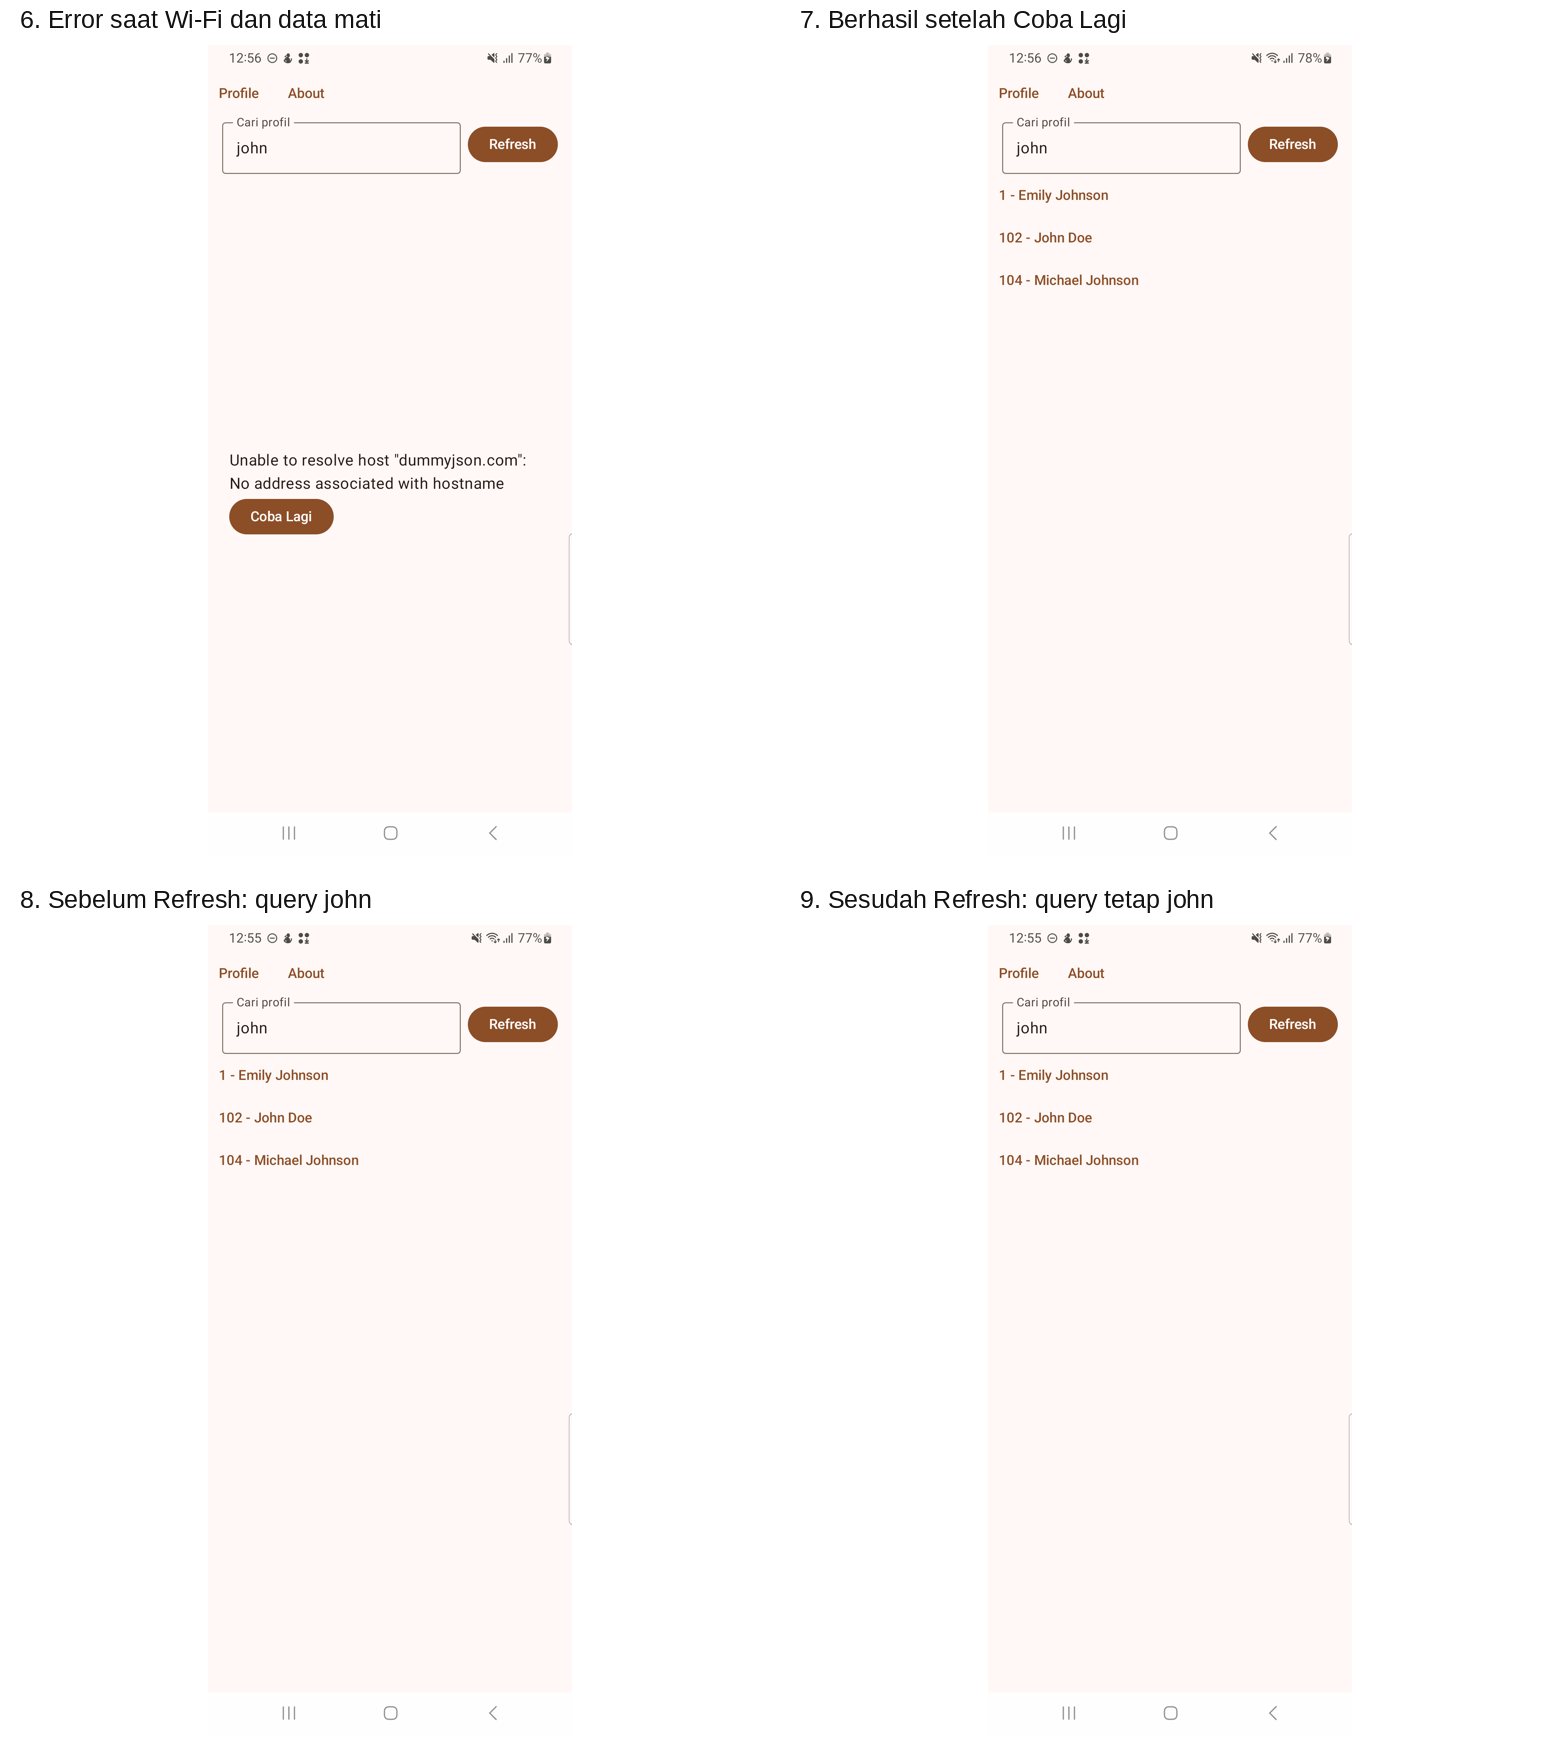 6. Error saat Wi-Fi dan data mati
12:56 77%
Profile About
Cari profil
john
Refresh
Unable to resolve host "dummyjson.com":
No address associated with hostname
Coba Lagi
7. Berhasil setelah Coba Lagi
12:56 78%
Profile About
Cari profil
john
Refresh
1 - Emily Johnson
102 - John Doe
104 - Michael Johnson
8. Sebelum Refresh: query john
12:55 77%
Profile About
Cari profil
john
Refresh
1 - Emily Johnson
102 - John Doe
104 - Michael Johnson
9. Sesudah Refresh: query tetap john
12:55 77%
Profile About
Cari profil
john
Refresh
1 - Emily Johnson
102 - John Doe
104 - Michael Johnson